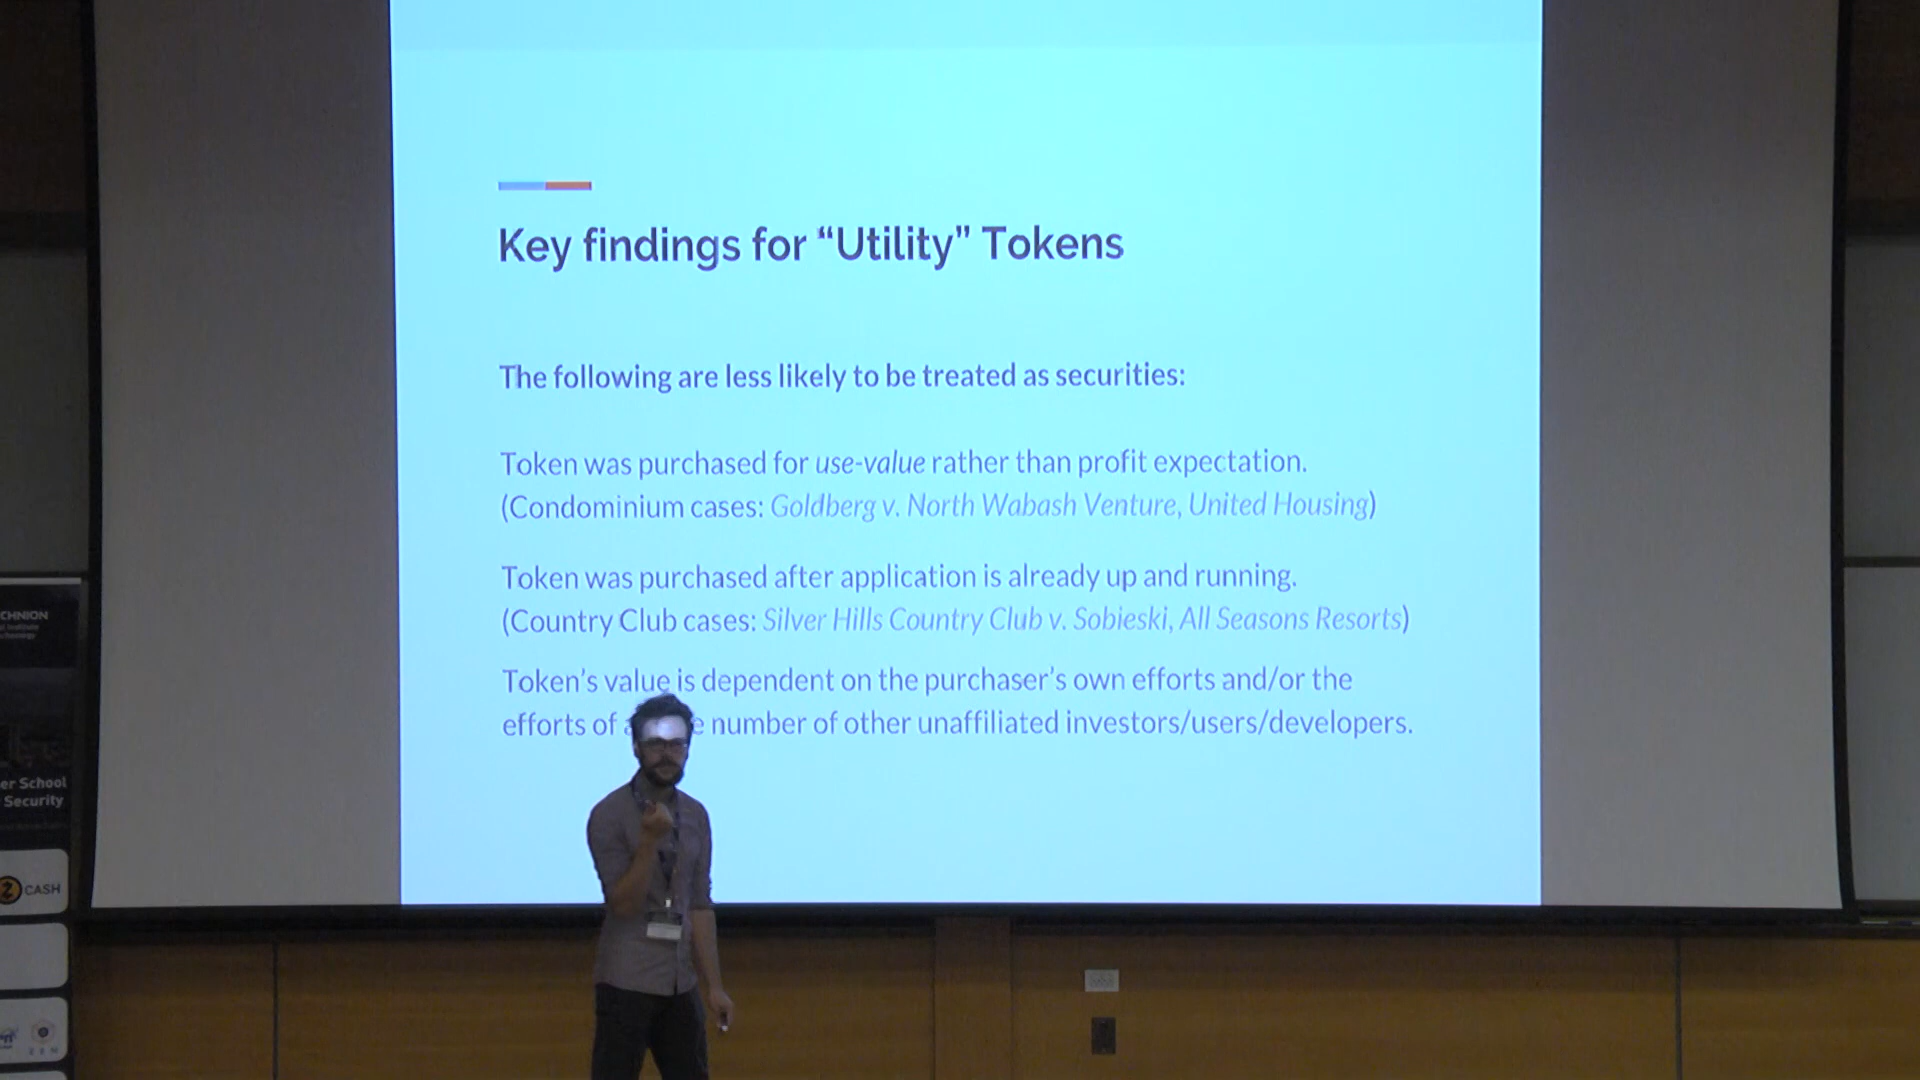 Key findings for “Utility” Tokens
The following are less likely to be treated as securities:
Token was purchased for use-value rather than profit expectation.
(Condominium cases: Goldberg v. North Wabash Venture, United Housing)
Token was purchased after application is already up and running.
(Country Club cases: Silver Hills Country Club v. Sobieski, All Seasons Resorts)
Token’s value is dependent on the purchaser’s own efforts and/or the
efforts of number of other unaffiliated investors/users/developers.
CHNION
er School
Security
CASH